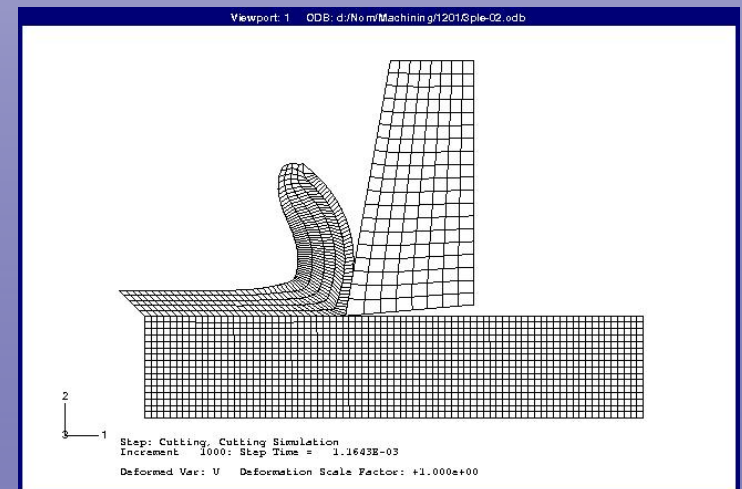 Viewport: 1 ODB: d:/Nom/Machining/1201/3ple-02.odb
2
3 1
Step: Cutting, Cutting Simulation
Increment 1000: Step Time = 1.1643E-03
Deformed Var: U Deformation Scale Factor: +1.000e+00